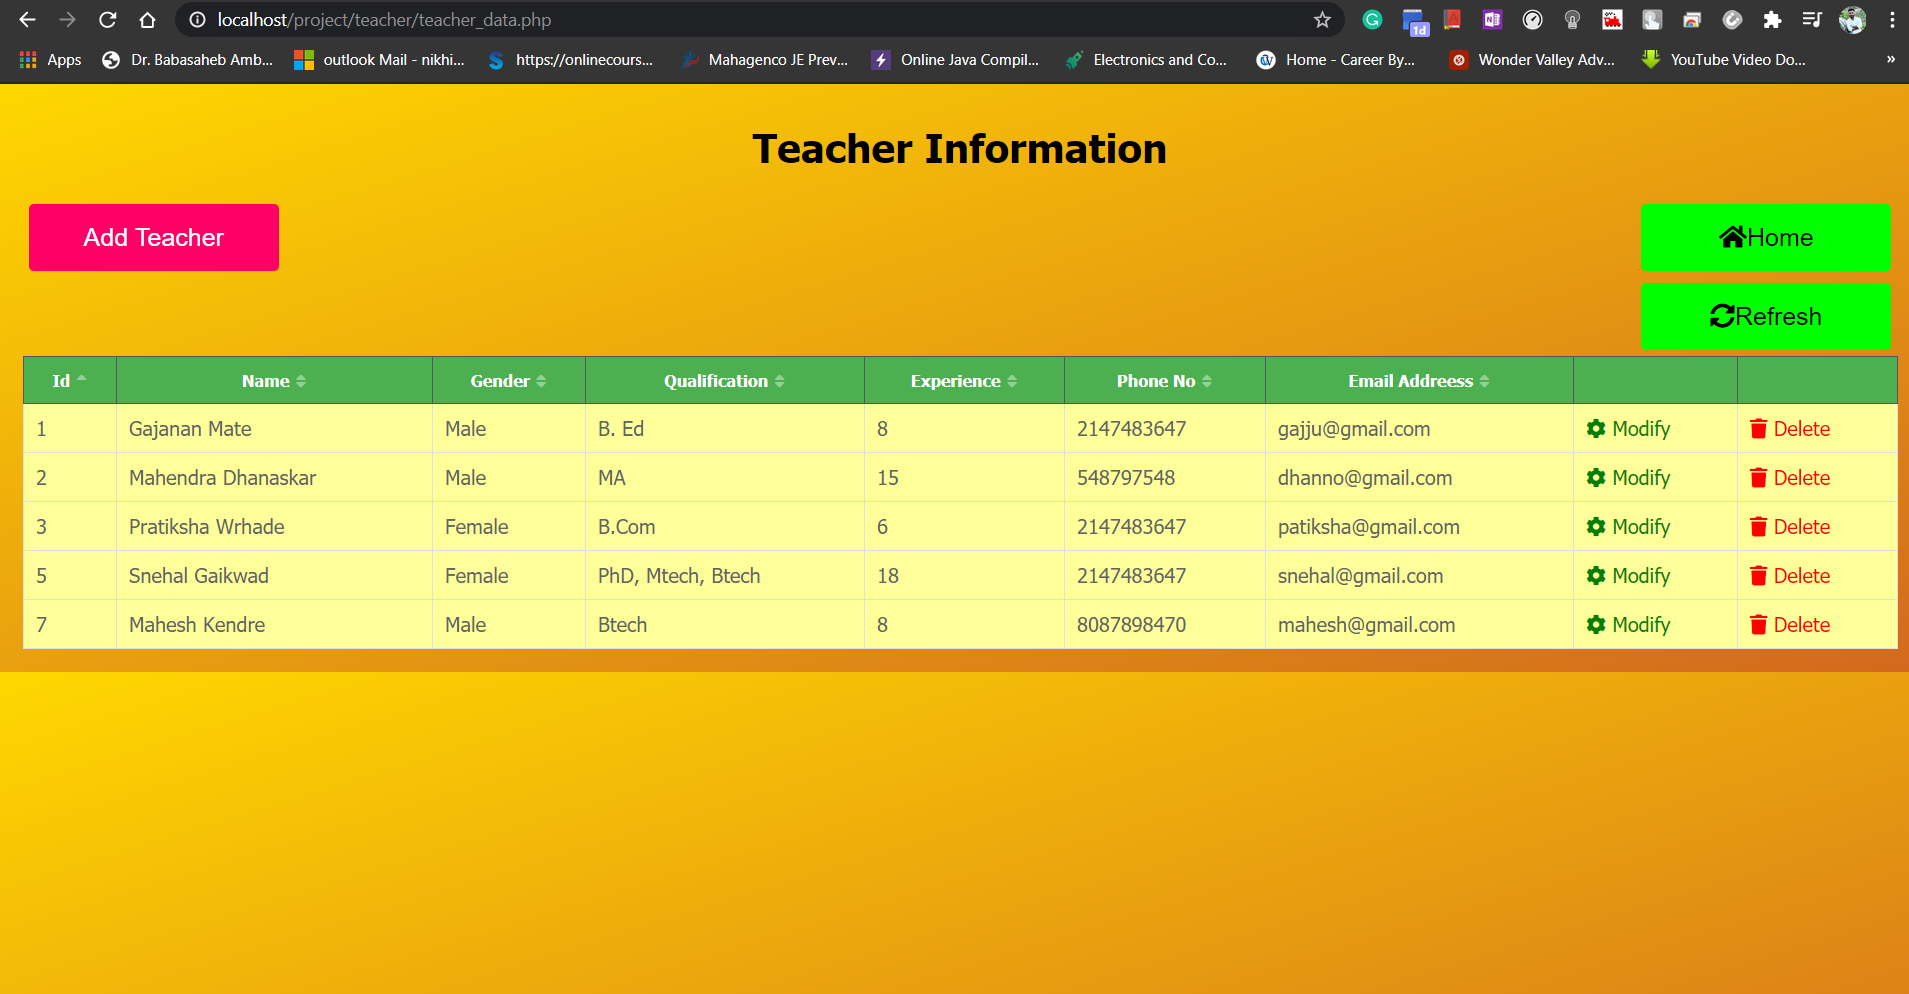 localhost/project/teacher/teacher_data.php
1d
Apps Dr. Babasaheb Amb... outlook Mail - nikhi... https://onlinecours... Mahagenco JE Prev... Online Java Compil... Electronics and Co... Home - Career By... Wonder Valley Adv... YouTube Video Do... »
Teacher Information
Add Teacher
Home
Refresh
Id Name Gender Qualification Experience Phone No Email Addreess
1 Gajanan Mate Male B. Ed 8 2147483647 gajju@gmail.com Modify Delete
2 Mahendra Dhanaskar Male MA 15 548797548 dhanno@gmail.com Modify Delete
3 Pratiksha Wrhade Female B.Com 6 2147483647 patiksha@gmail.com Modify Delete
5 Snehal Gaikwad Female PhD, Mtech, Btech 18 2147483647 snehal@gmail.com Modify Delete
7 Mahesh Kendre Male Btech 8 8087898470 mahesh@gmail.com Modify Delete